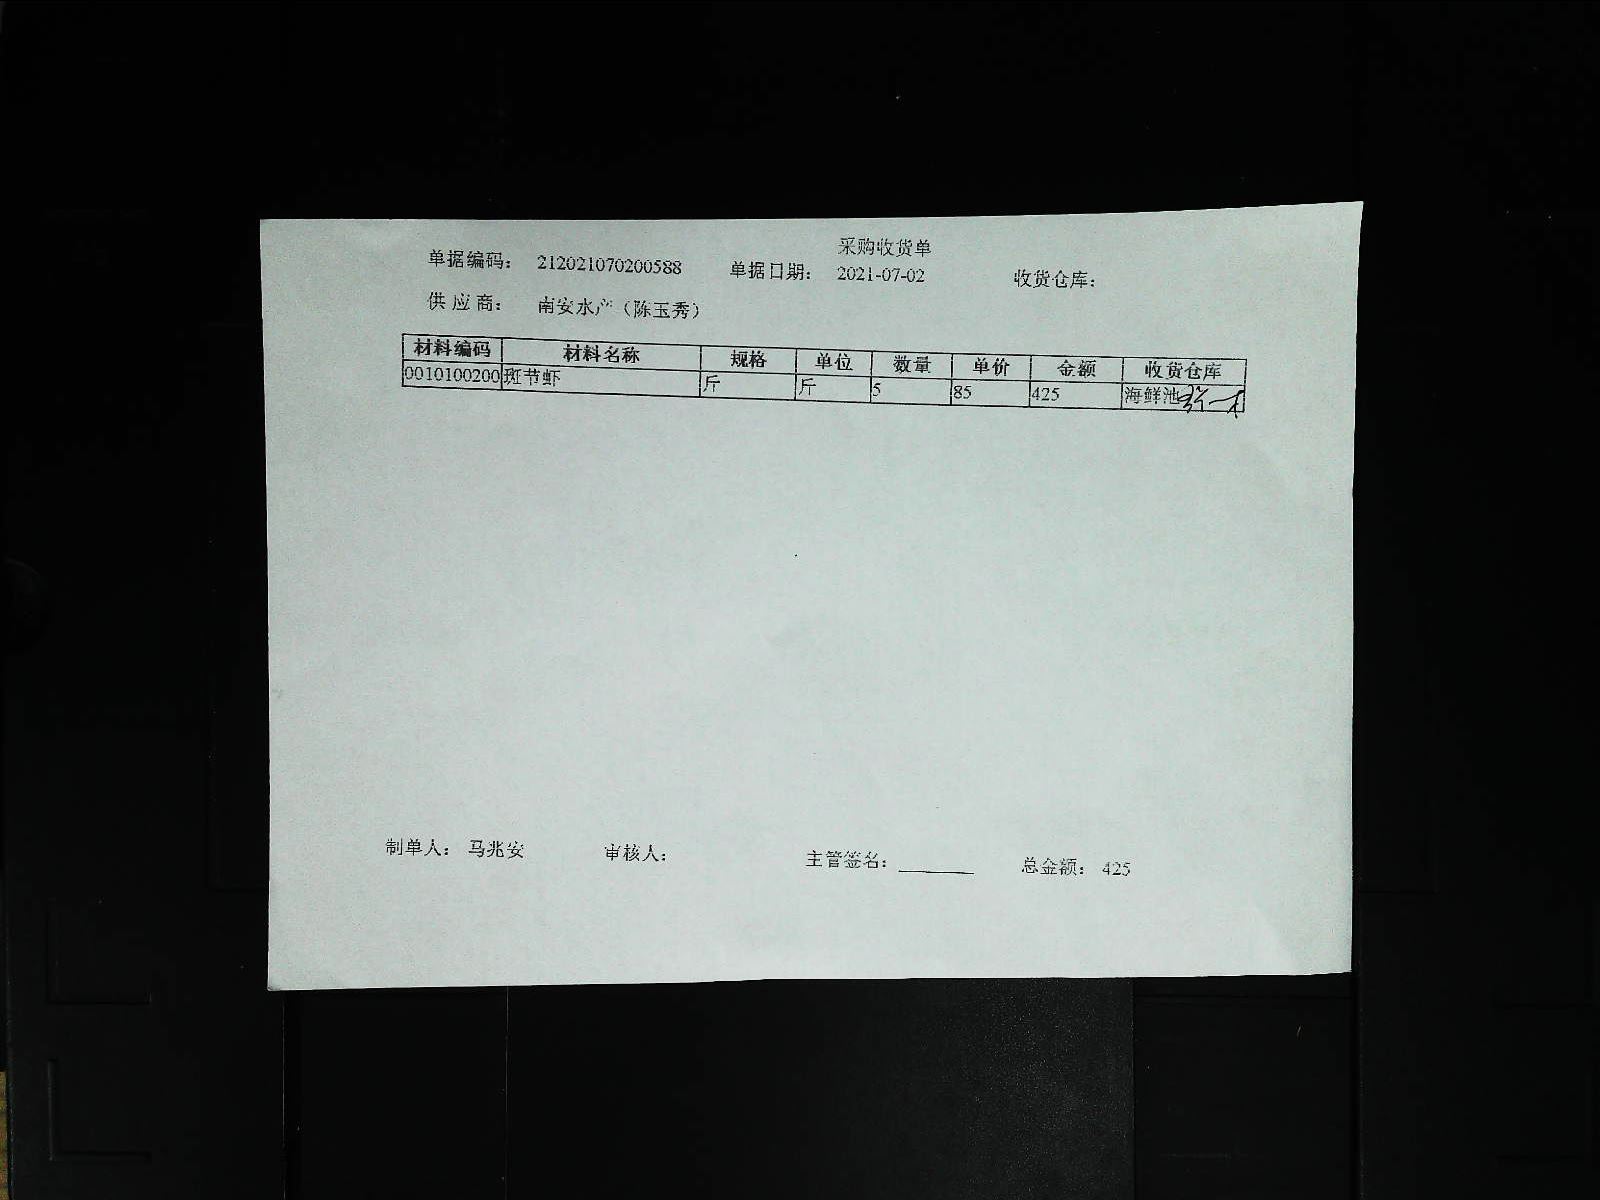 采购收货单
单据编码： 212021070200588 单据日期： 2021-07-02 收货仓库：
供 应 商： 南安水产（陈玉秀）
材料编码 材料名称 规格 单位 数量 单价 金额 收货仓库
0010100200 斑节虾 斤 斤 5 85 425 海鲜池
制单人： 马兆安 审核人： 主管签名： 总金额： 425